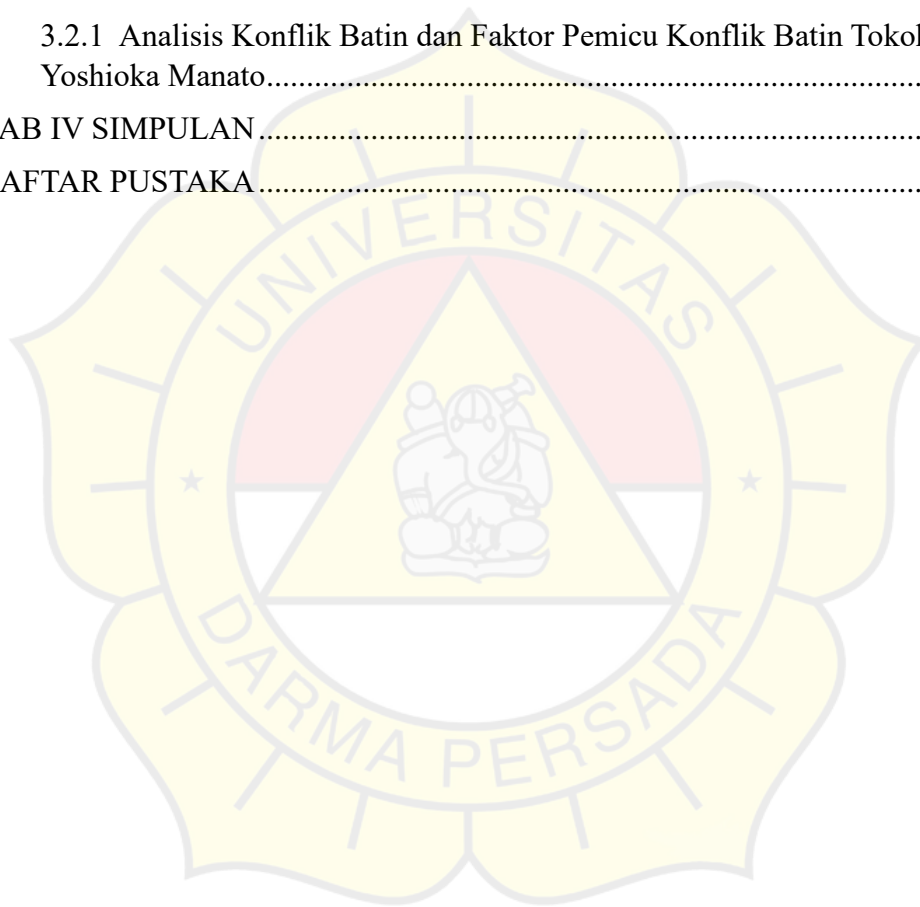 3.2.1 Analisis Konflik Batin dan Faktor Pemicu Konflik Batin Tokoh
Yoshioka Manato........................................................................................
AB IV SIMPULAN........................................................................................
AFTAR PUSTAKA........................................................................................
UNIVERSITAS
DARMA PERSADA